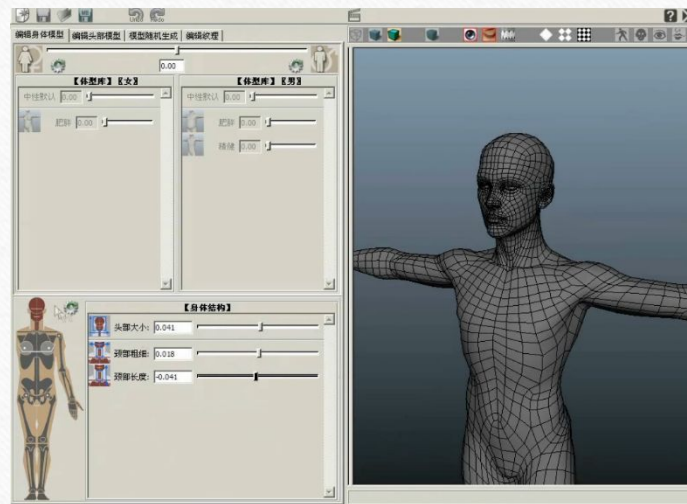 Undo Redo
编辑身体模型 编辑头部模型 模型随机生成 编辑纹理
0.00
【体型库】【女】 【体型库】【男】
中性默认 0.00 中性默认 0.00
肥胖 0.00 肥胖 0.00
0.00
【身体结构】
头部大小: 0.041
颈部粗细: 0.018
颈部长度: -0.041